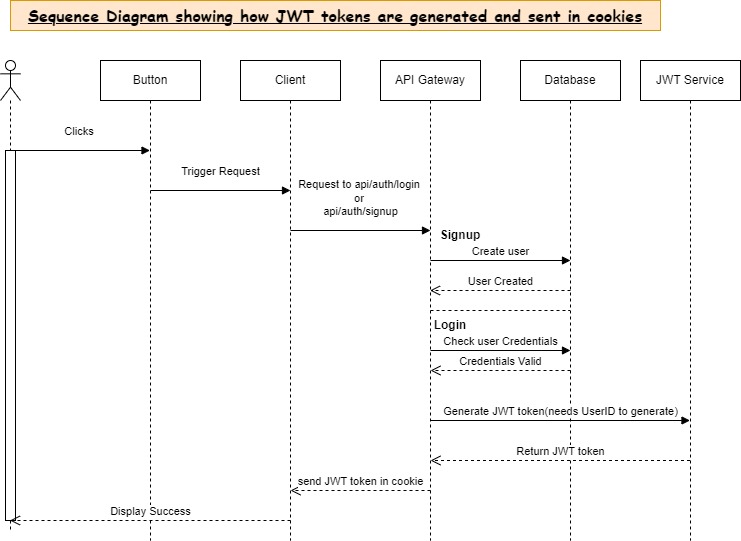 Sequence Diagram showing how JWT tokens are generated and sent in cookies
Button
Client
API Gateway
Database
JWT Service
Clicks
Trigger Request
Request to api/auth/login
or
api/auth/signup
Signup
Create user
User Created
Login
Check user Credentials
Credentials Valid
Generate JWT token(needs UserID to generate)
Return JWT token
send JWT token in cookie
Display Success